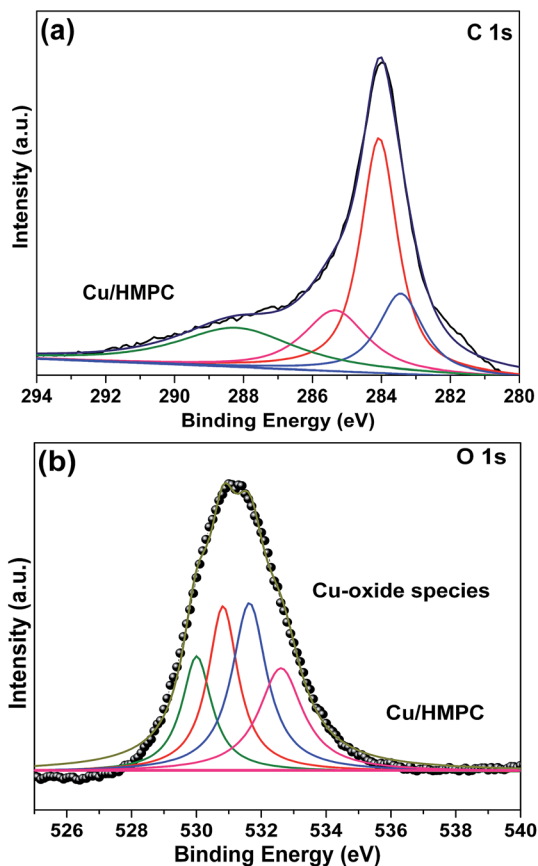 (a)
C 1s
Intensity (a.u.)
Cu/HMPC
294 292 290 288 286 284 282 280
Binding Energy (eV)
(b)
O 1s
Intensity (a.u.)
Cu-oxide species
Cu/HMPC
526 528 530 532 534 536 538 540
Binding Energy (eV)